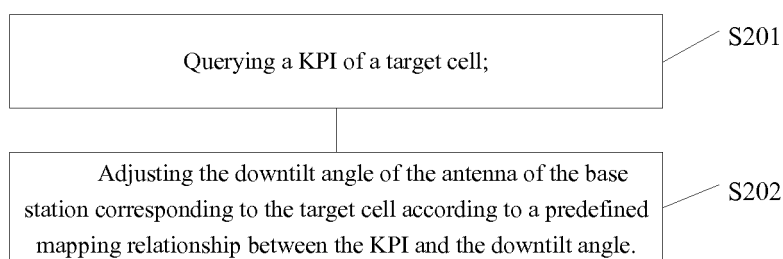 Querying a KPI of a target cell;
S201
Adjusting the downtilt angle of the antenna of the base
station corresponding to the target cell according to a predefined
mapping relationship between the KPI and the downtilt angle.
S202